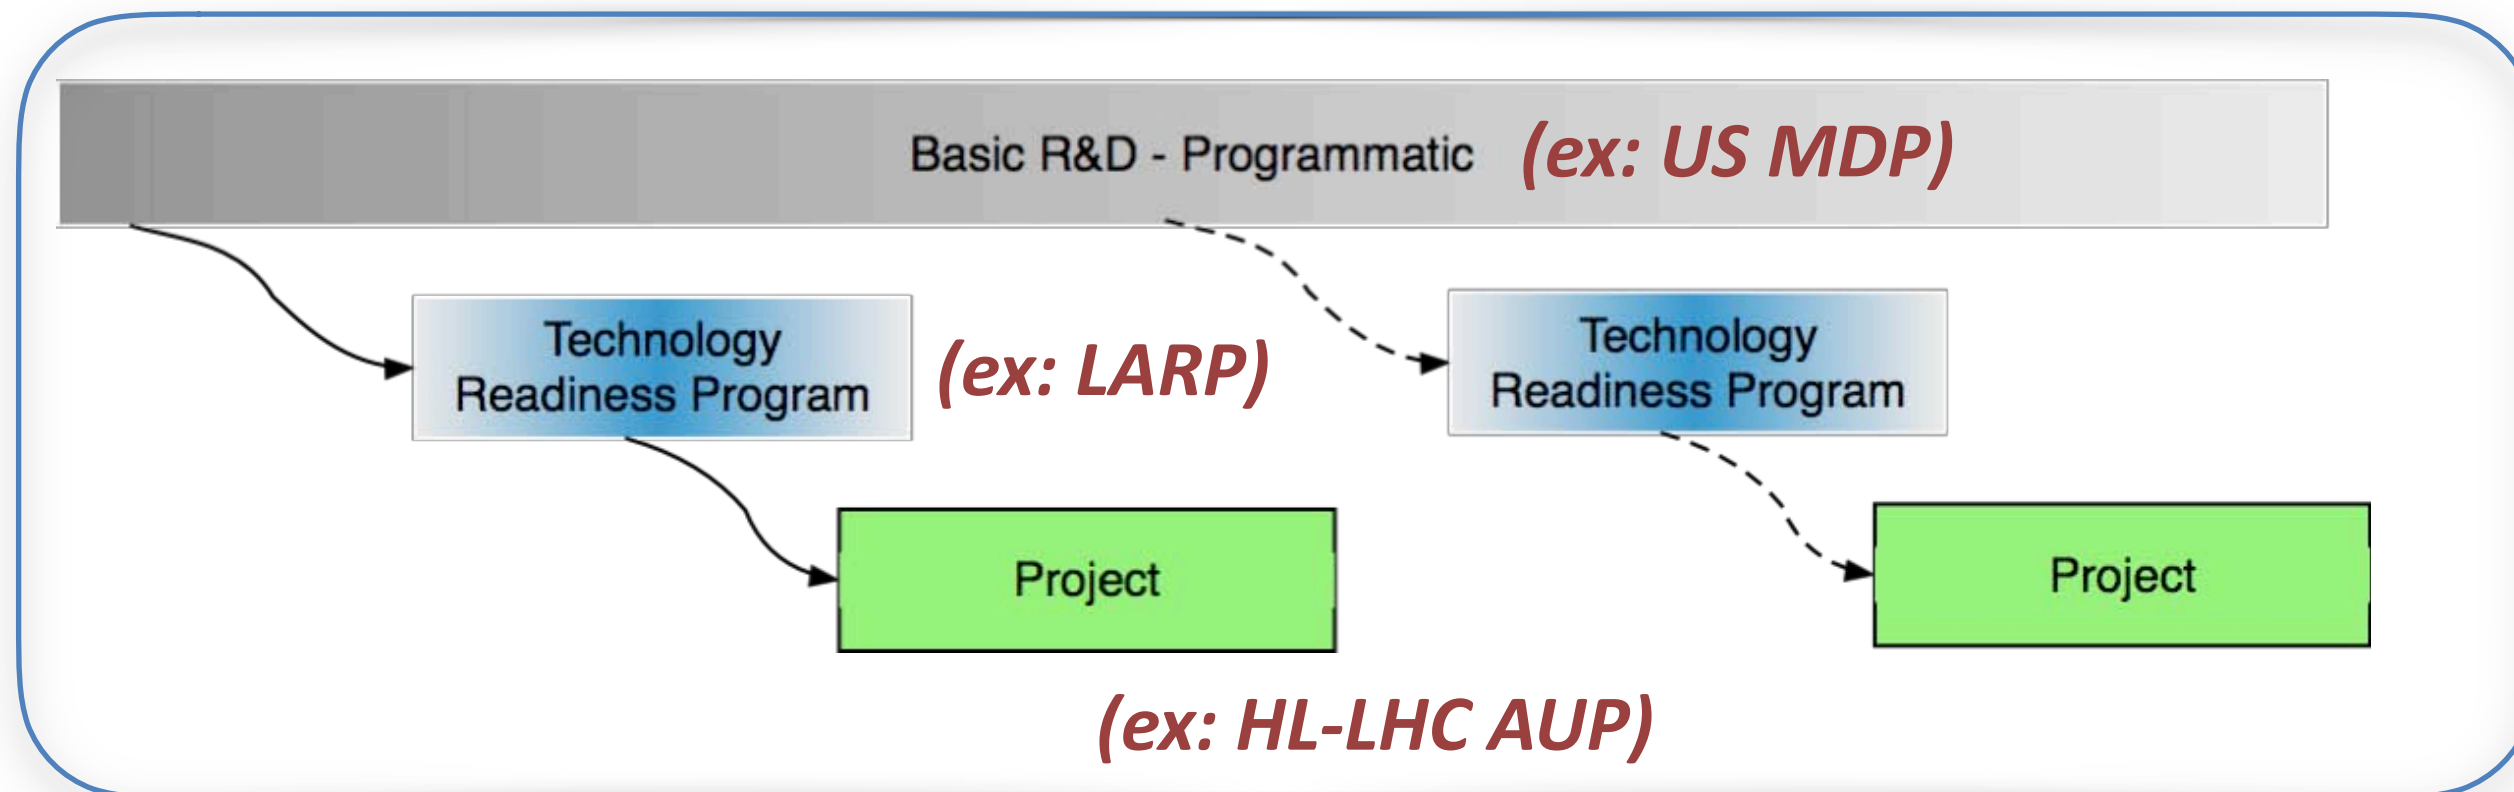 Basic R&D - Programmatic (ex: US MDP)
Technology
Readiness Program
(ex: LARP)
Technology
Readiness Program
Project
Project
(ex: HL-LHC AUP)